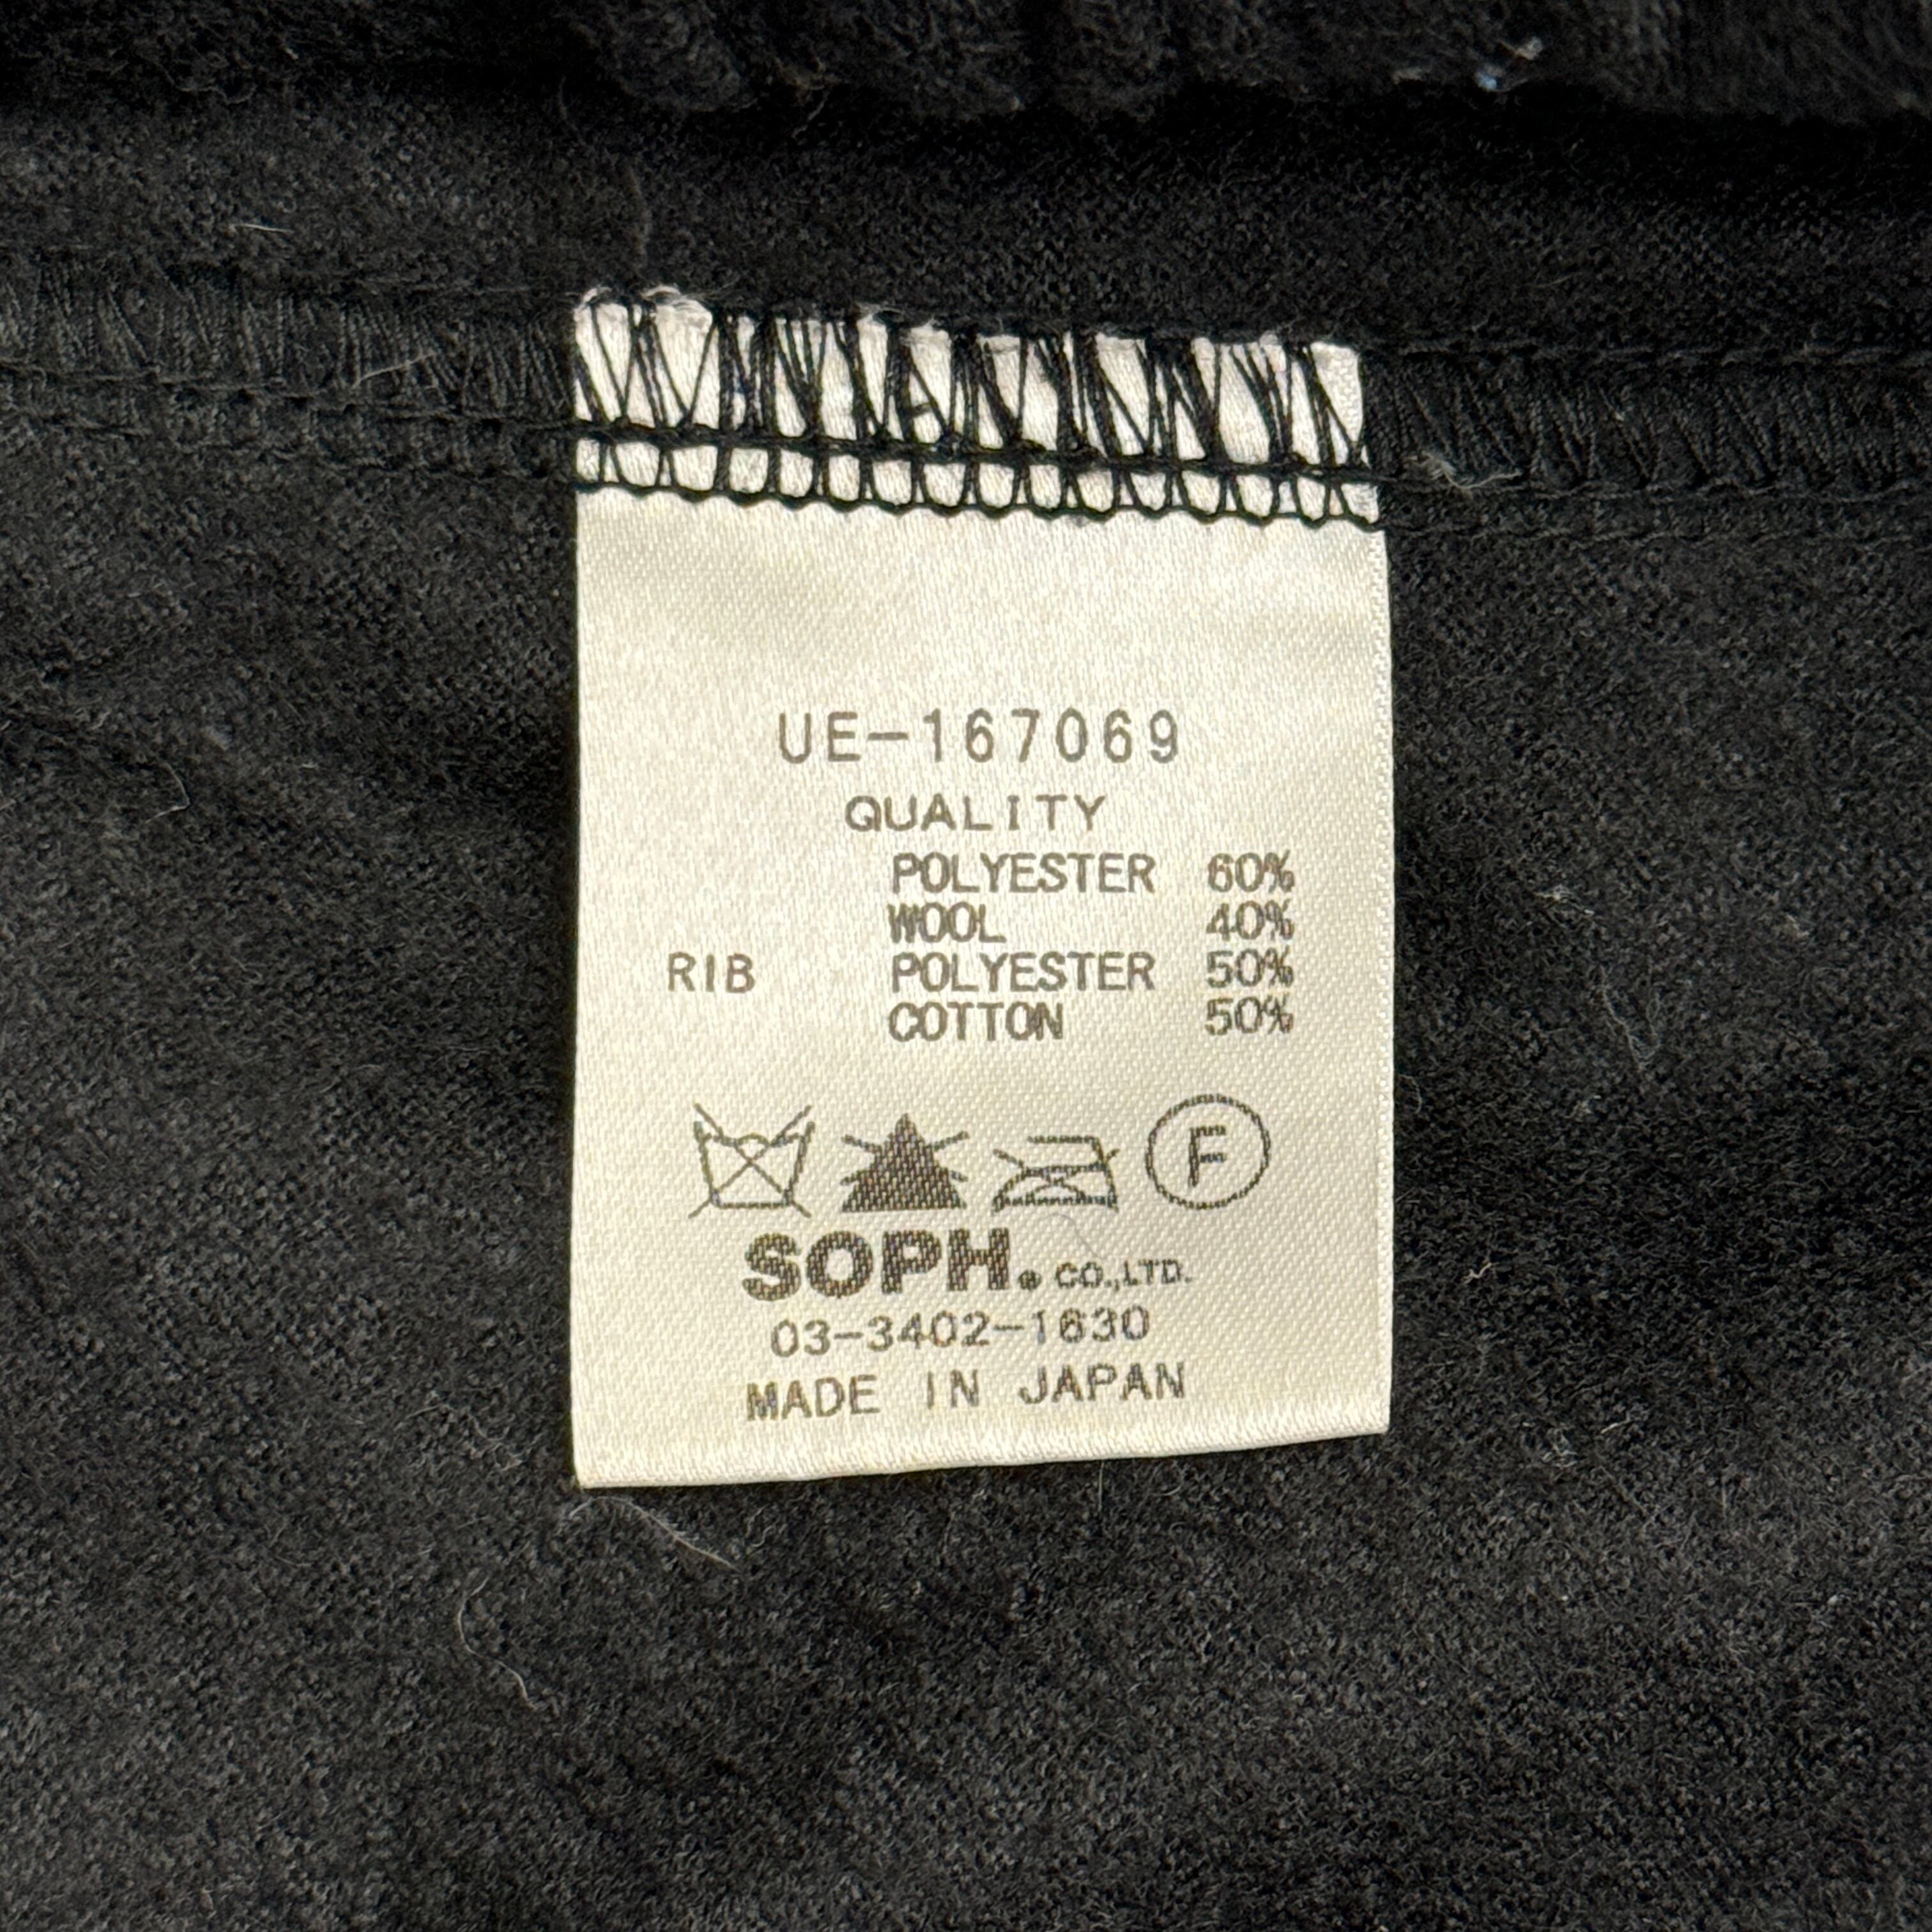 UE-167069
QUALITY
POLYESTER 60%
WOOL 40%
RIB POLYESTER 50%
COTTON 50%
F
SOPH. CO.,LTD.
03-3402-1630
MADE IN JAPAN